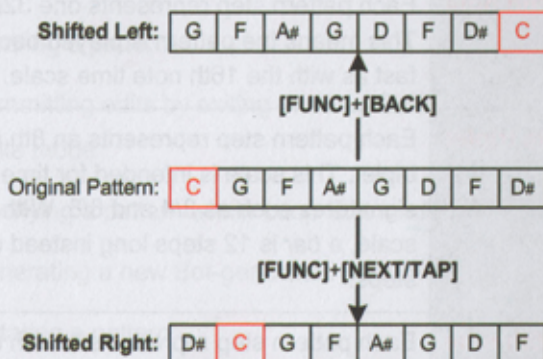 Shifted Left: G F A# G D F D# C
[FUNC]+[BACK]
Original Pattern: C G F A# G D F D#
[FUNC]+[NEXT/TAP]
Shifted Right: D# C G F A# G D F